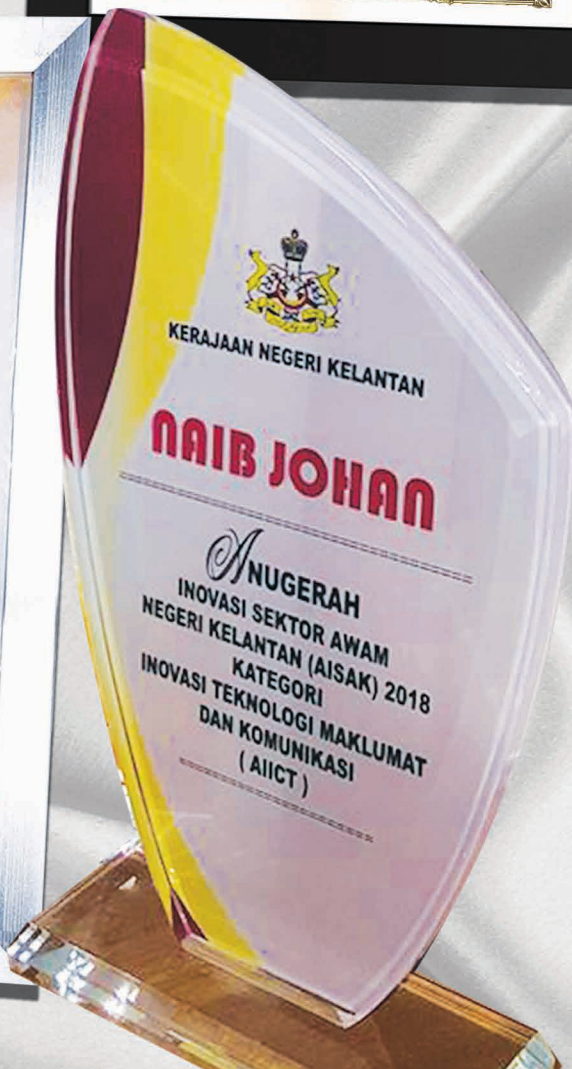 KERAJAAN NEGERI KELANTAN
NAIB JOHAN
ANUGERAH
INOVASI SEKTOR AWAM
NEGERI KELANTAN (AISAK) 2018
KATEGORI
INOVASI TEKNOLOGI MAKLUMAT
DAN KOMUNIKASI
( AIICT )